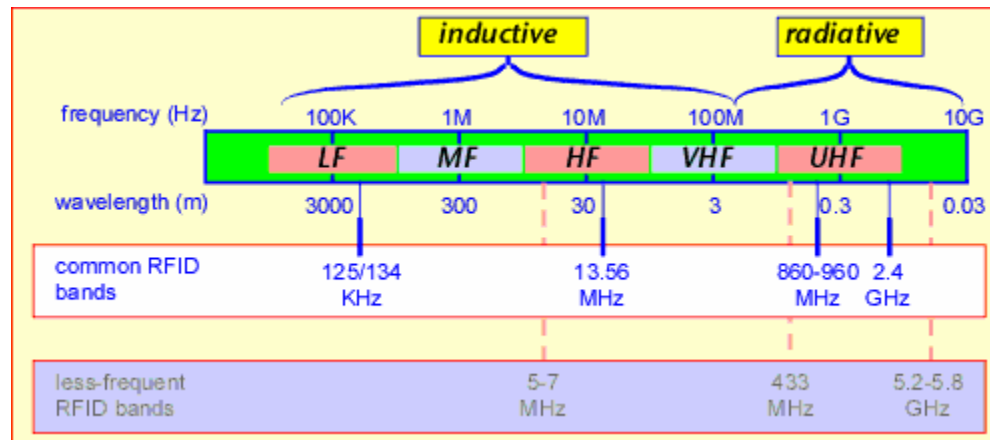 inductive radiative
frequency (Hz) 100K 1M 10M 100M 1G 10G
LF MF HF VHF UHF
wavelength (m) 3000 300 30 3 0.3 0.03
common RFID 125/134 13.56 860-960 2.4
bands KHz MHz MHz GHz
less-frequent 5-7 433 5.2-5.8
RFID bands MHz MHz GHz